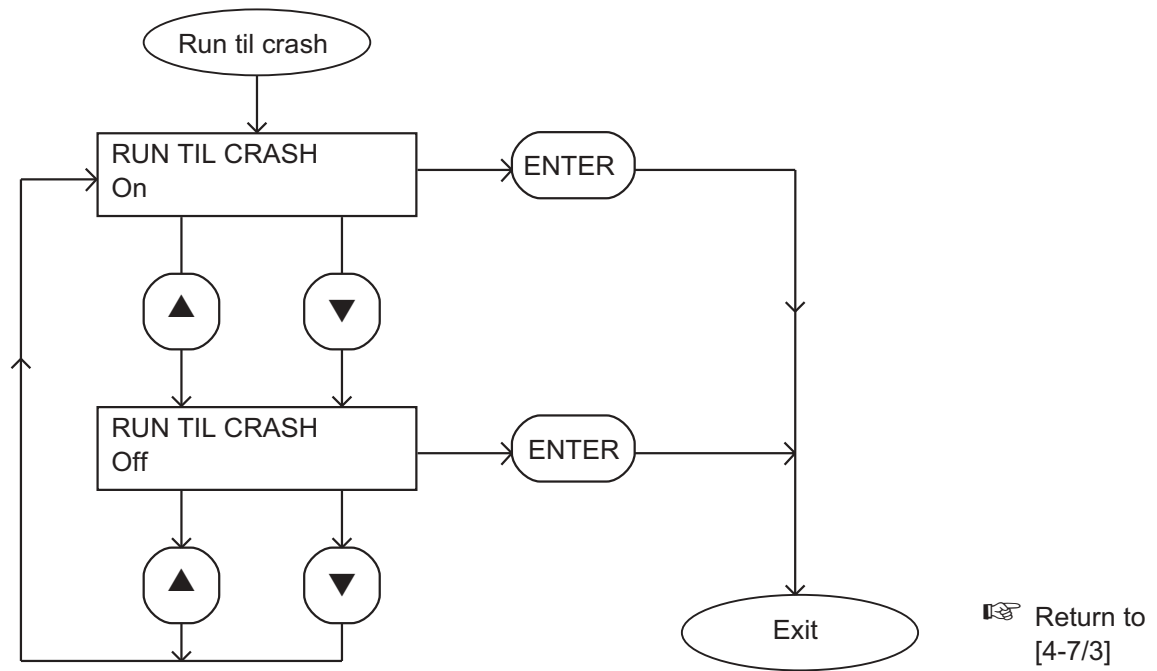 Run til crash
RUN TIL CRASH
On
ENTER
▲
▼
RUN TIL CRASH
Off
ENTER
▲
▼
Exit
☞ Return to
[4-7/3]